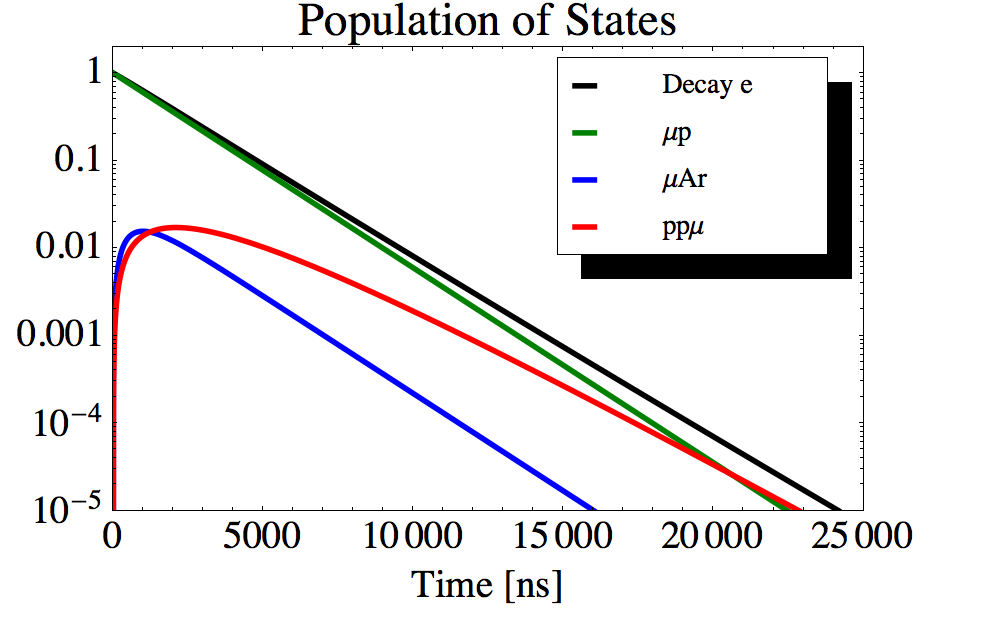 Population of States
1
0.1
0.01
0.001
10⁻⁴
10⁻⁵
Decay e
μp
μAr
ppμ
0 5000 10 000 15 000 20 000 25 000
Time [ns]